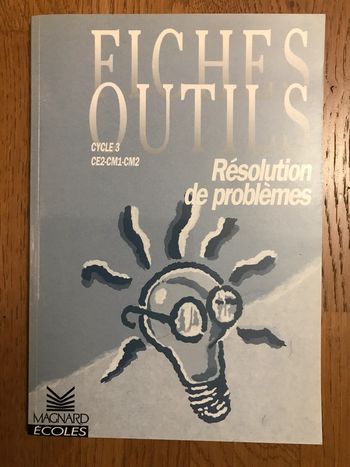 FICHES
OUTILS
CYCLE 3
CE2-CM1-CM2
Résolution
de problèmes
MAGNARD
ÉCOLES